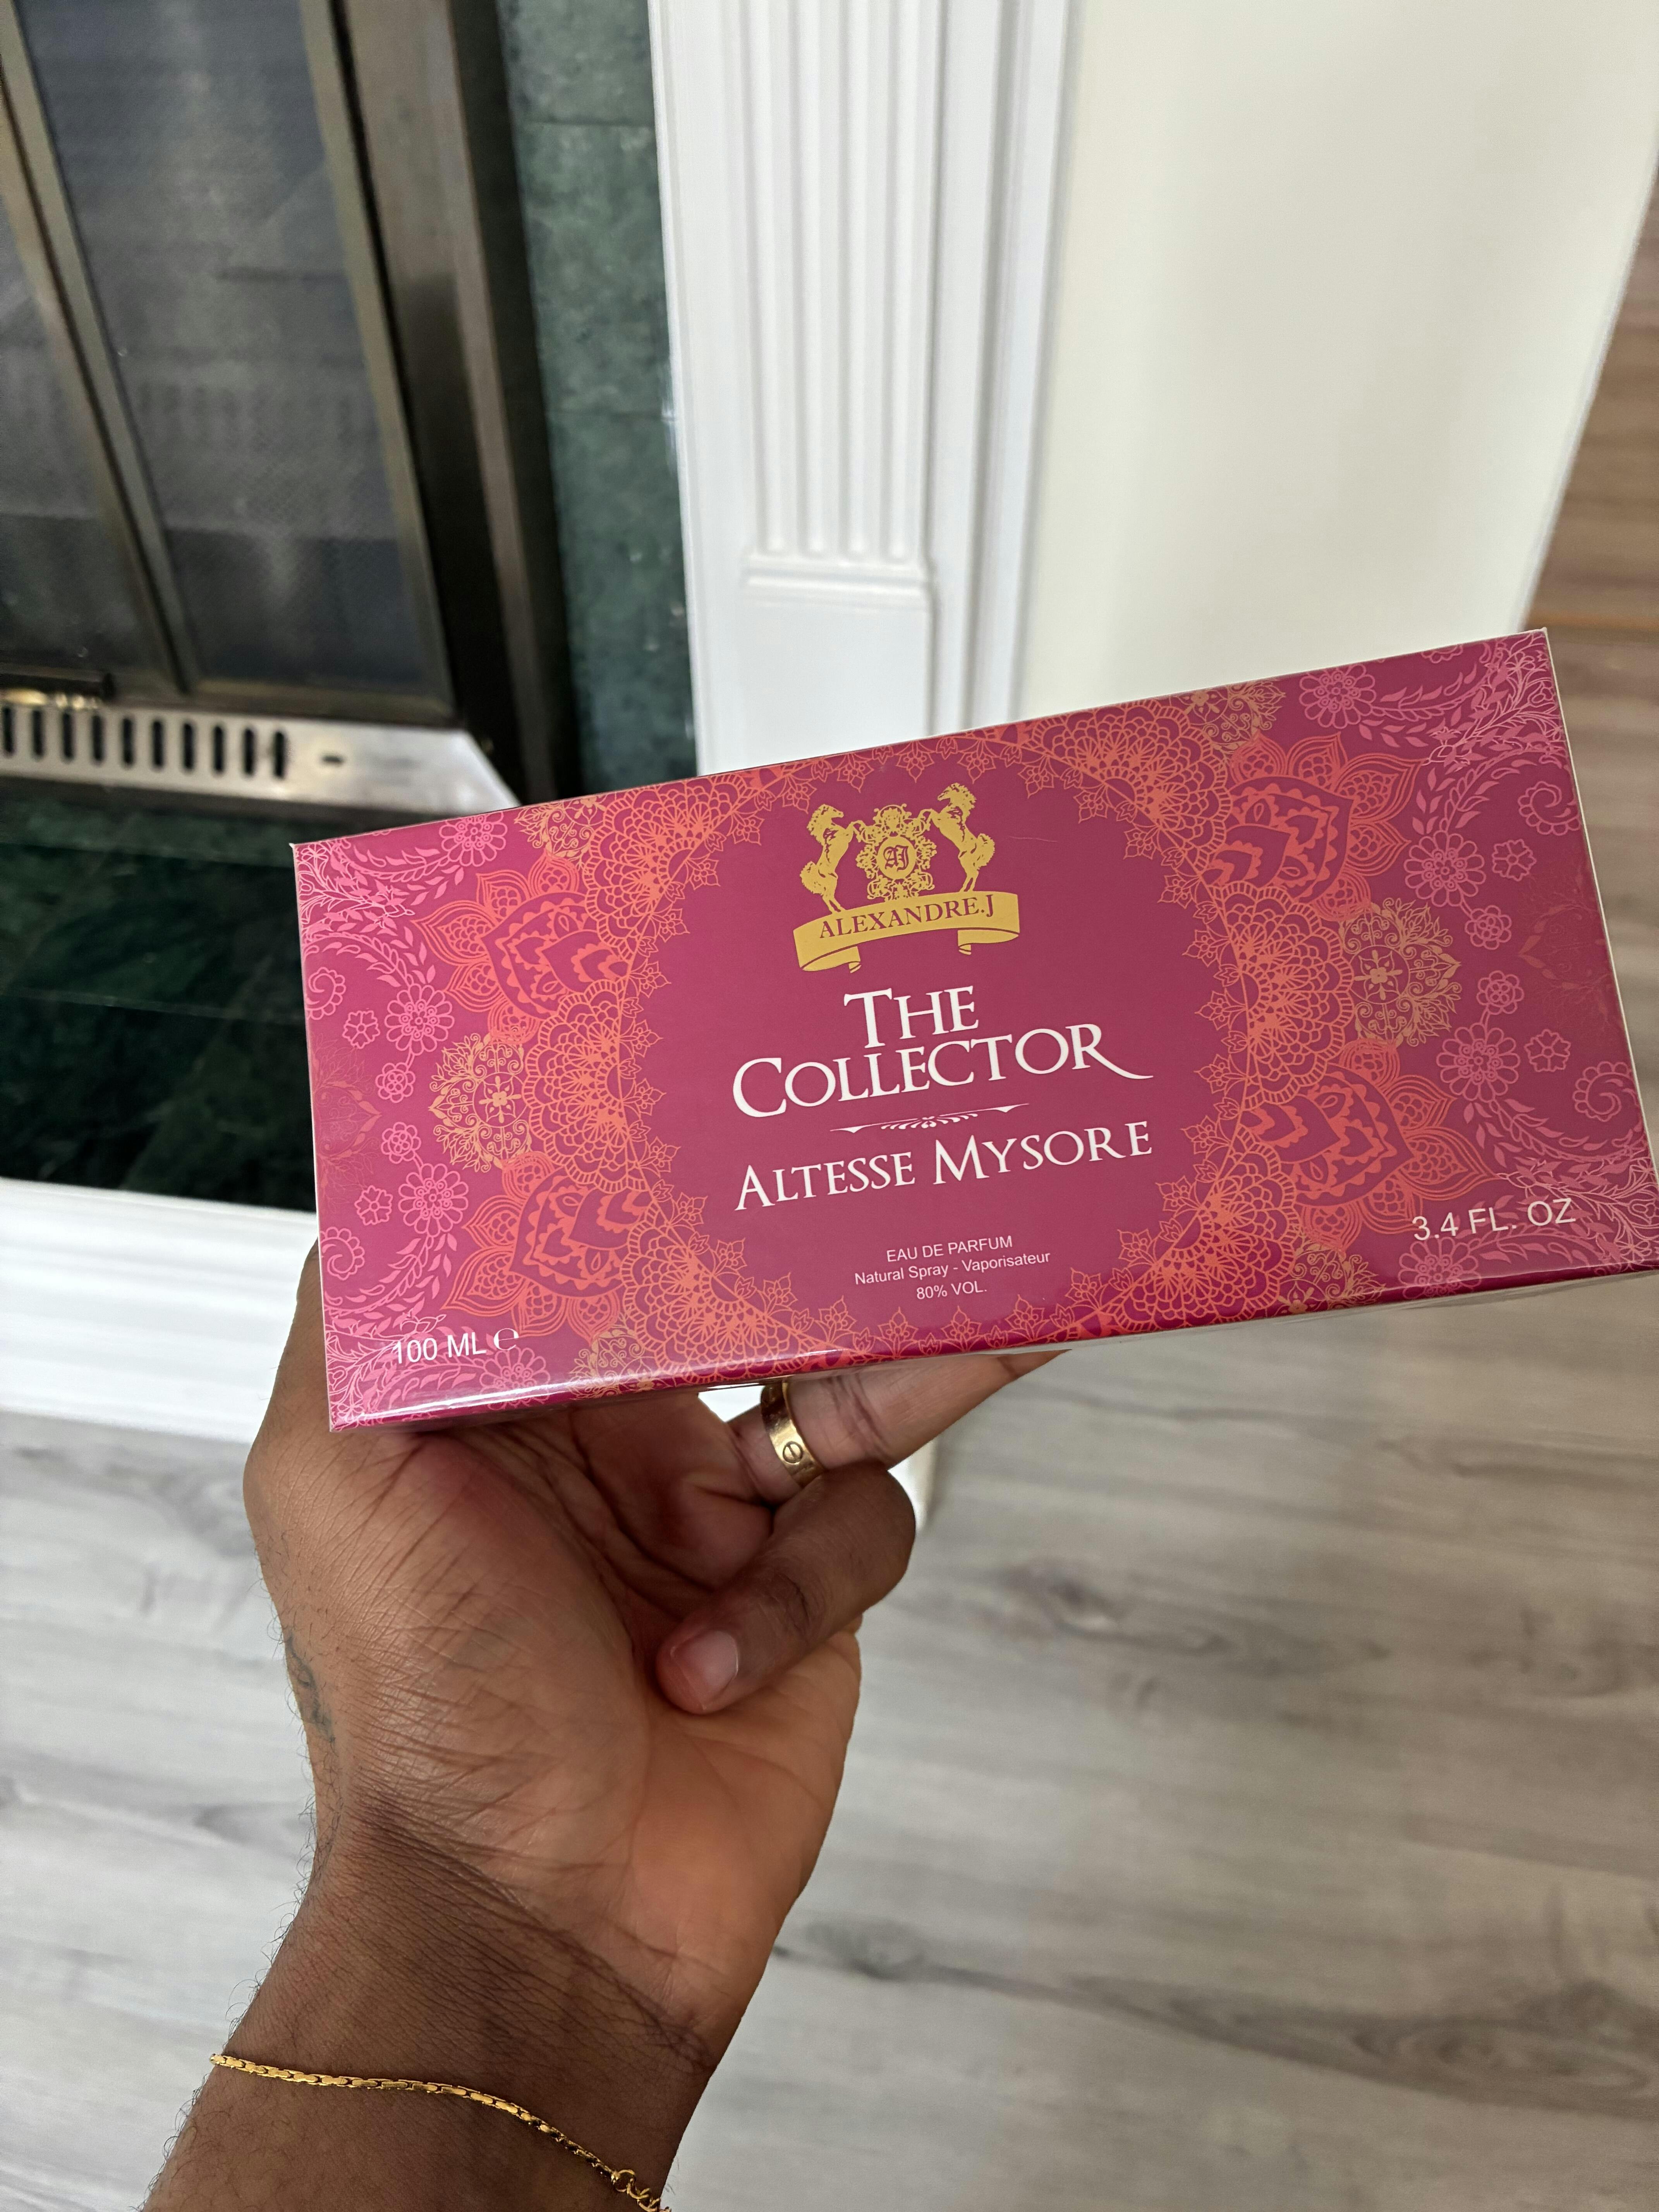 AJ
ALEXANDRE.J
THE
COLLECTOR
ALTESSE MYSORE
EAU DE PARFUM
Natural Spray - Vaporisateur
80% VOL.
100 ML ℮
3.4 FL. OZ